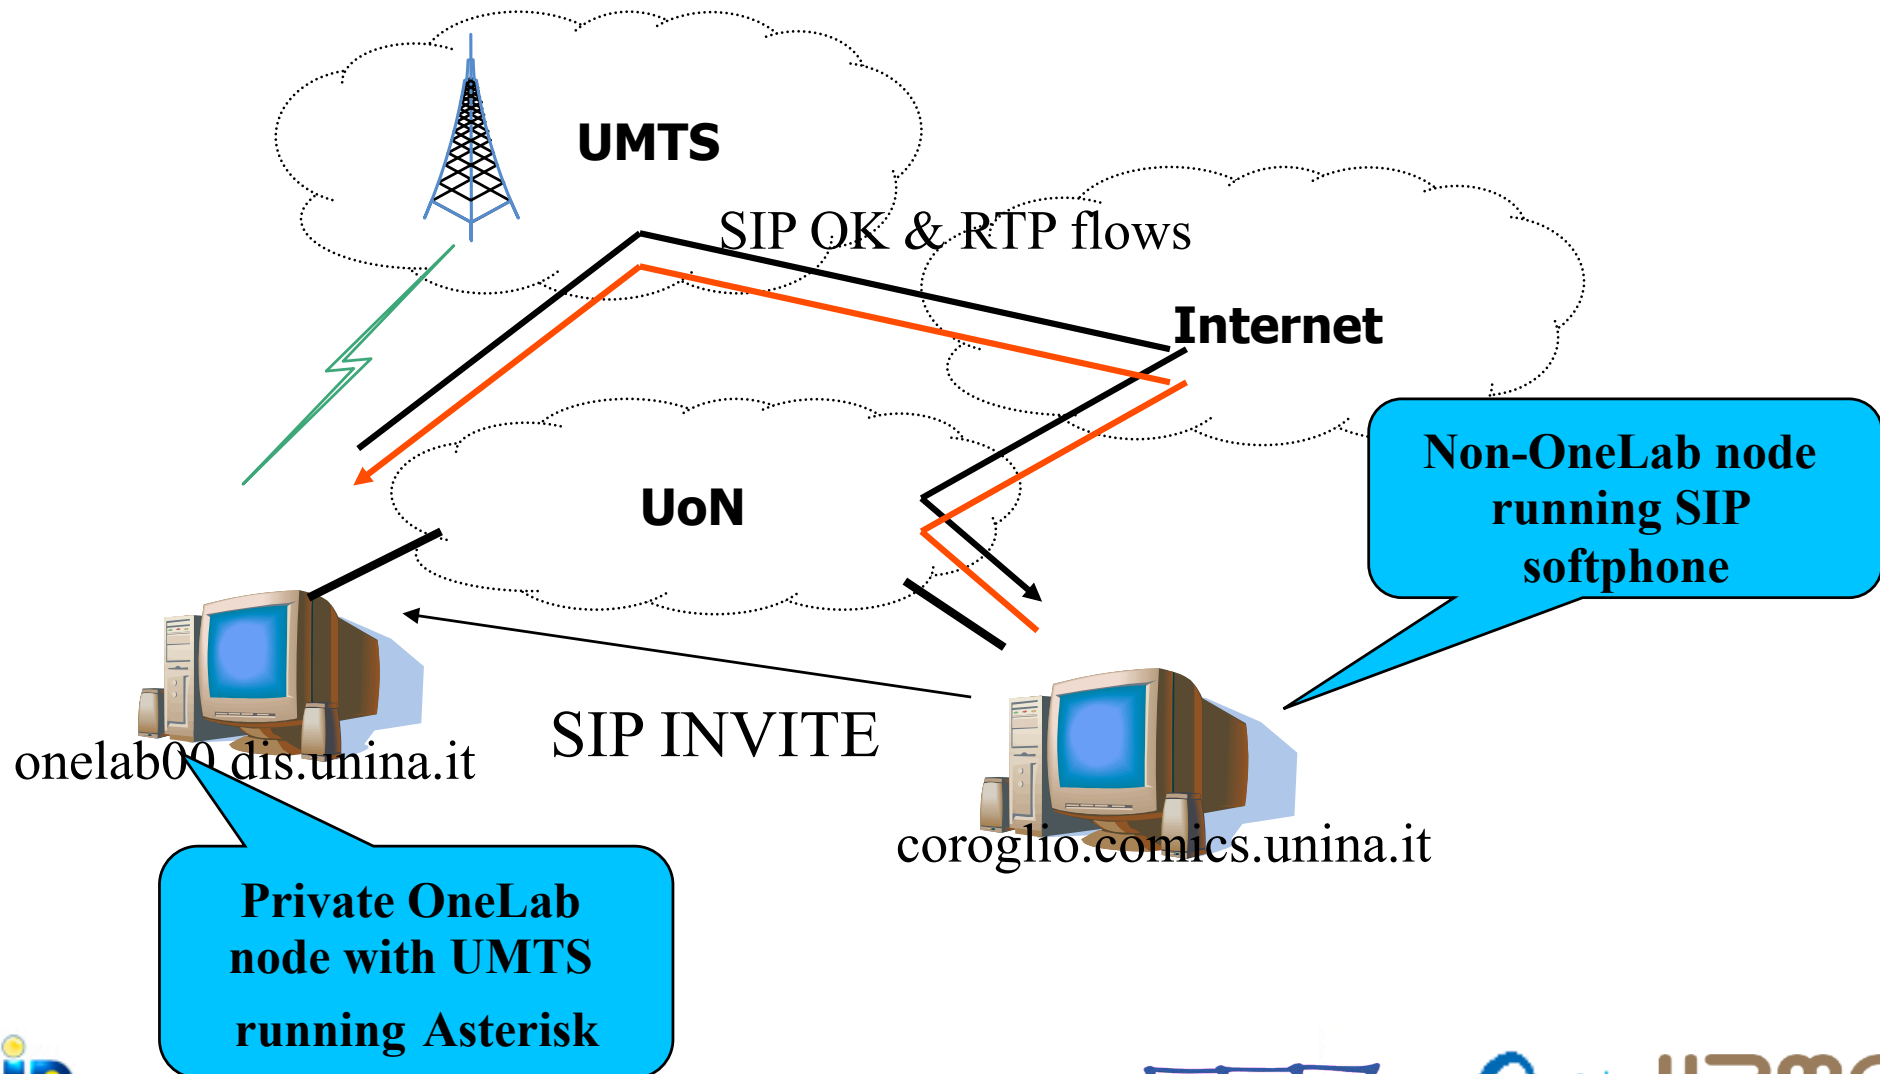 UMTS
SIP OK & RTP flows
Internet
Non-OneLab node
running SIP
softphone
UoN
SIP INVITE
onelab00.dis.unina.it
coroglio.comics.unina.it
Private OneLab
node with UMTS
running Asterisk